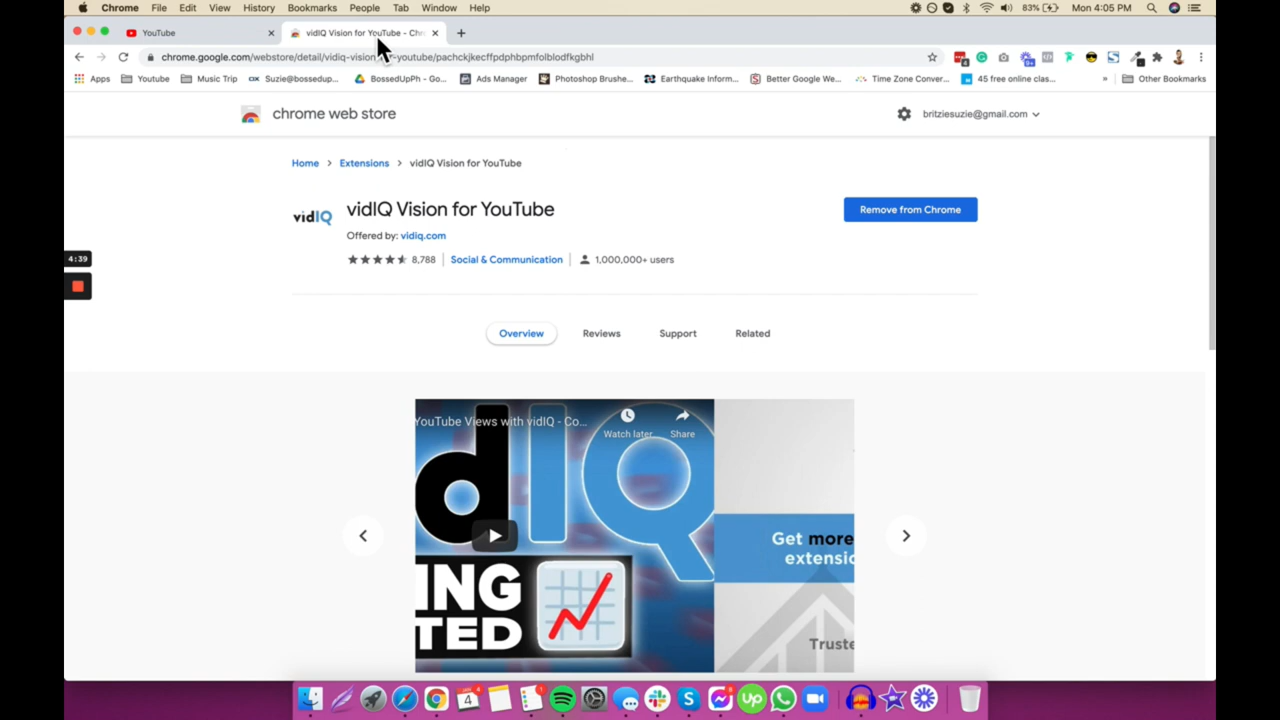 Chrome File Edit View History Bookmarks People Tab Window Help 83% Mon 4:05 PM
YouTube vidIQ Vision for YouTube - Chr
chrome.google.com/webstore/detail/vidiq-vision-
-youtube/pachckjkecffpdphbpmfolblodfkgbhl
Apps Youtube Music Trip Suzie@bossedup... BossedUpPh - Go... Ads Manager Photoshop Brushe... Earthquake Inform... Better Google We... Time Zone Conver... 45 free online clas... » Other Bookmarks
chrome web store britziesuzie@gmail.com
Home > Extensions > vidIQ Vision for YouTube
vidIQ vidIQ Vision for YouTube Remove from Chrome
Offered by: vidiq.com
8,788 Social & Communication 1,000,000+ users
4:39
Overview Reviews Support Related
YouTube Views with vidIQ - Co...
Watch later Share
dIQ
Get more
extensio
ING
TED
Truste
JAN
4
up